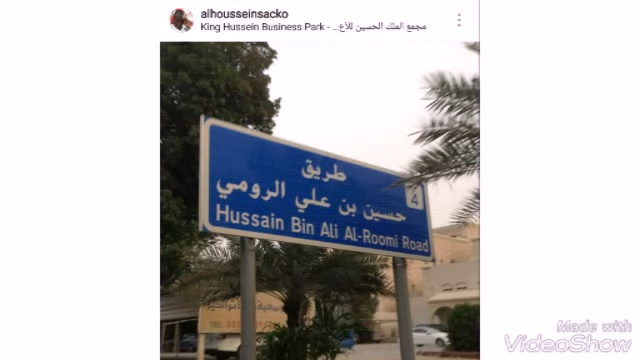 alhousseinsacko
King Hussein Business Park - مجمع الملك الحسين للأع...
طريق
حسين بن علي الرومي
4
Hussain Bin Ali Al-Roomi Road
Made with
VideoShow